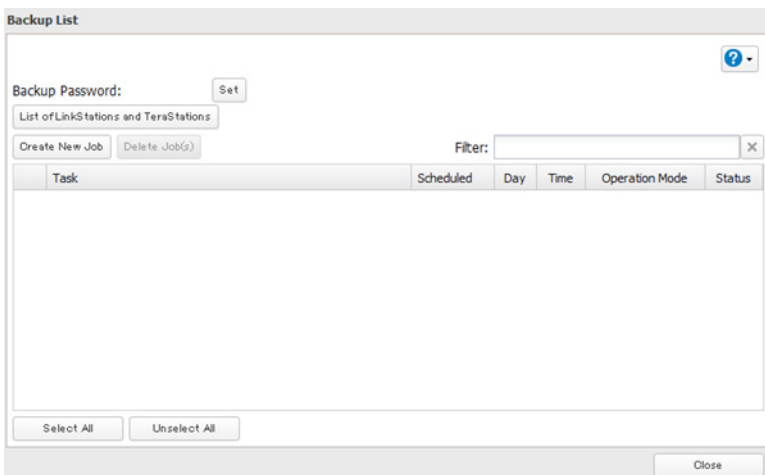 Backup List
?
Backup Password: Set
List of LinkStations and TeraStations
Create New Job Delete Job(s) Filter: ×
Task Scheduled Day Time Operation Mode Status
Select All Unselect All
Close